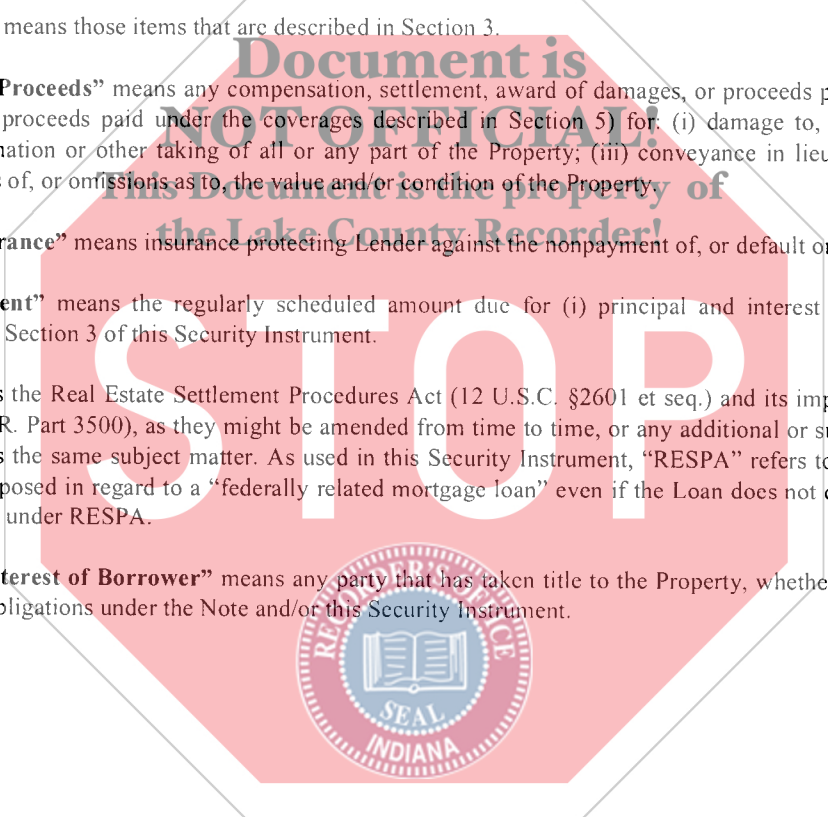 means those items that are described in Section 3.
Document is
Proceeds” means any compensation, settlement, award of damages, or proceeds
NOT OFFICIAL!
proceeds paid under the coverages described in Section 5) for: (i) damage to,
nation or other taking of all or any part of the Property; (iii) conveyance in lieu
of, or omissions as to, the value and/or condition of the Property.
This Document is the property of
the Lake County Recorder!
rance” means insurance protecting Lender against the nonpayment of, or default on
ent” means the regularly scheduled amount due for (i) principal and interest
Section 3 of this Security Instrument.
STOP
s the Real Estate Settlement Procedures Act (12 U.S.C. §2601 et seq.) and its imp
R. Part 3500), as they might be amended from time to time, or any additional or su
s the same subject matter. As used in this Security Instrument, “RESPA” refers to
posed in regard to a “federally related mortgage loan” even if the Loan does not
under RESPA.
terest of Borrower” means any party that has taken title to the Property, whethe
bligations under the Note and/or this Security Instrument.
RECORDER'S OFFICE
SEAL
INDIANA